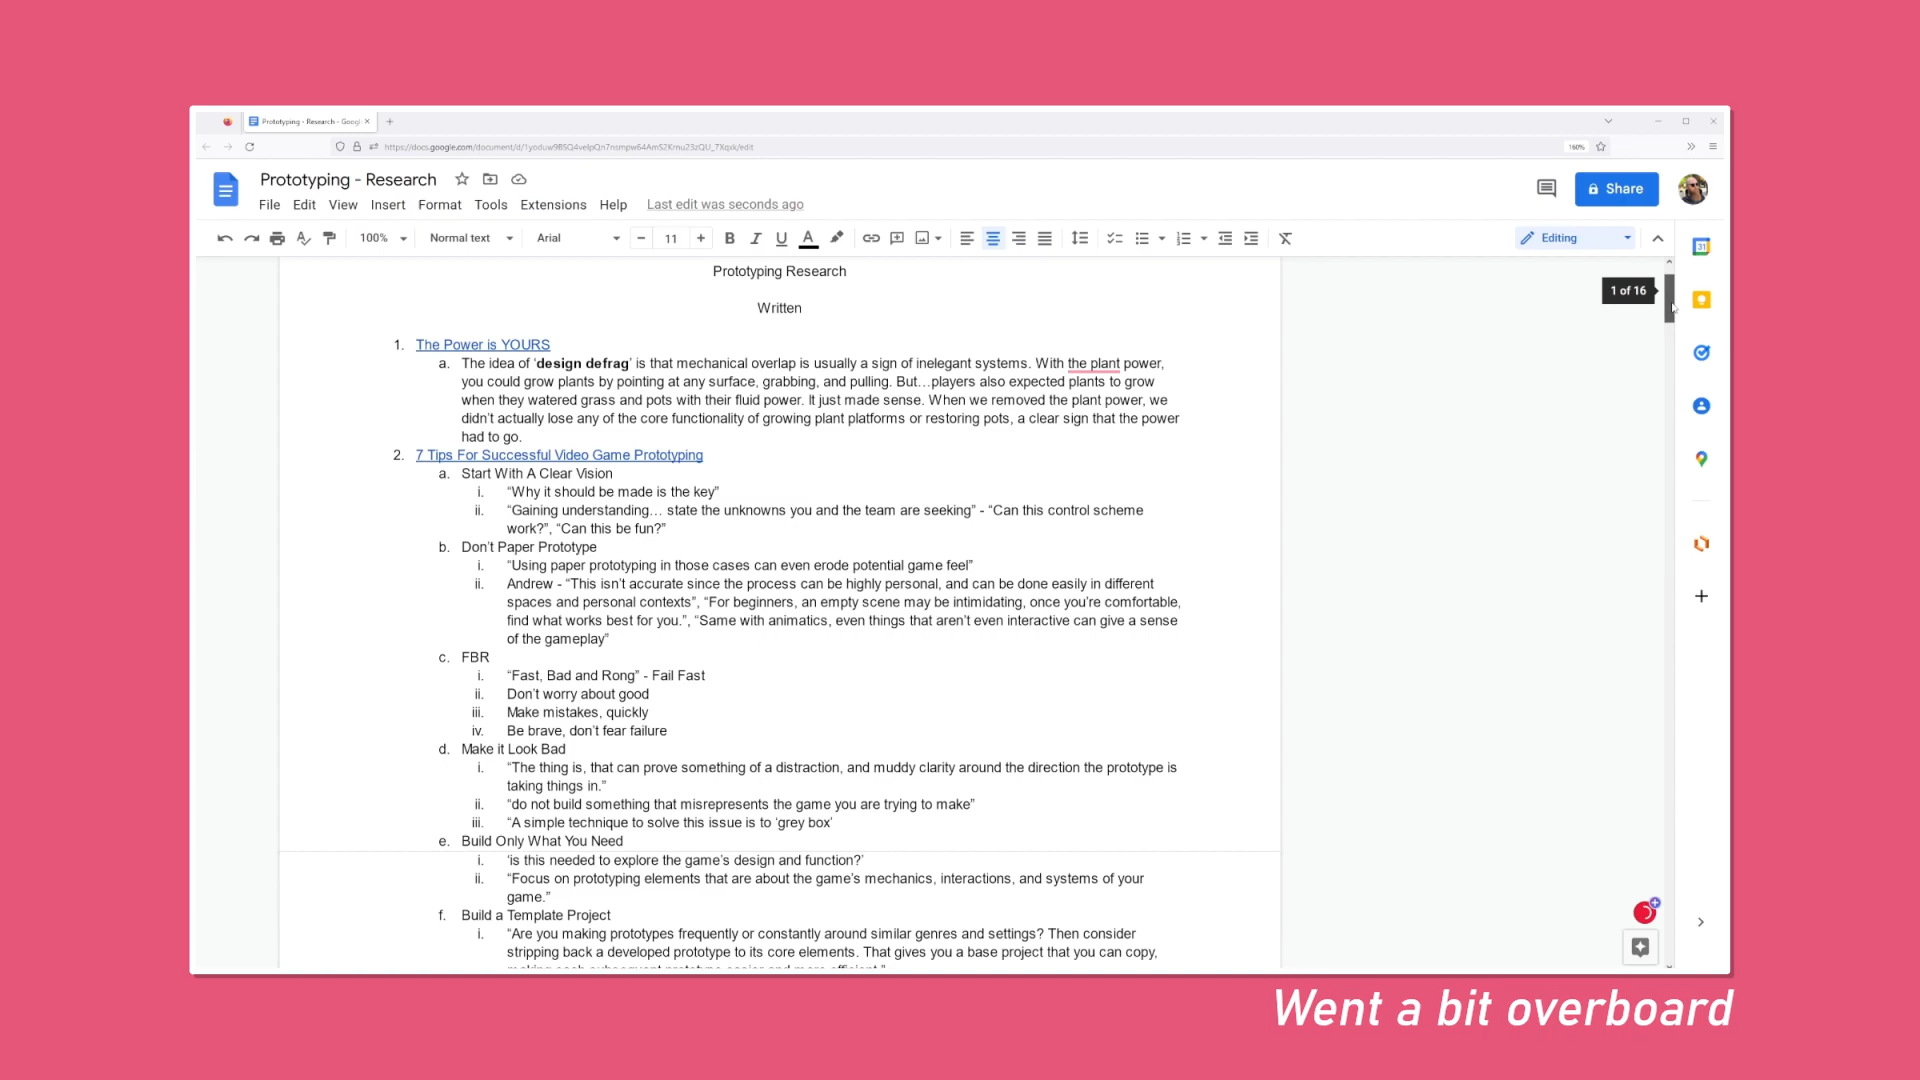 Prototyping - Research - Googl
https://docs.google.com/document/d/
160%
Prototyping - Research
Share
File Edit View Insert Format Tools Extensions Help Last edit was seconds ago
100% Normal text Arial 11 B I U A Editing
31
1 of 16
Prototyping Research
Written
1. The Power is YOURS
a. The idea of ‘design defrag’ is that mechanical overlap is usually a sign of inelegant systems. With the plant power,
you could grow plants by pointing at any surface, grabbing, and pulling. But…players also expected plants to grow
when they watered grass and pots with their fluid power. It just made sense. When we removed the plant power, we
didn’t actually lose any of the core functionality of growing plant platforms or restoring pots, a clear sign that the power
had to go.
2. 7 Tips For Successful Video Game Prototyping
a. Start With A Clear Vision
i. “Why it should be made is the key”
ii. “Gaining understanding… state the unknowns you and the team are seeking” - “Can this control scheme
work?”, “Can this be fun?”
b. Don’t Paper Prototype
i. “Using paper prototyping in those cases can even erode potential game feel”
ii. Andrew - “This isn’t accurate since the process can be highly personal, and can be done easily in different
spaces and personal contexts”, “For beginners, an empty scene may be intimidating, once you’re comfortable,
find what works best for you.”, “Same with animatics, even things that aren’t even interactive can give a sense
of the gameplay”
c. FBR
i. “Fast, Bad and Rong” - Fail Fast
ii. Don’t worry about good
iii. Make mistakes, quickly
iv. Be brave, don’t fear failure
d. Make it Look Bad
i. “The thing is, that can prove something of a distraction, and muddy clarity around the direction the prototype is
taking things in.”
ii. “do not build something that misrepresents the game you are trying to make”
iii. “A simple technique to solve this issue is to ‘grey box’
e. Build Only What You Need
i. ‘is this needed to explore the game’s design and function?’
ii. “Focus on prototyping elements that are about the game’s mechanics, interactions, and systems of your
game.”
f. Build a Template Project
i. “Are you making prototypes frequently or constantly around similar genres and settings? Then consider
stripping back a developed prototype to its core elements. That gives you a base project that you can copy,
Went a bit overboard